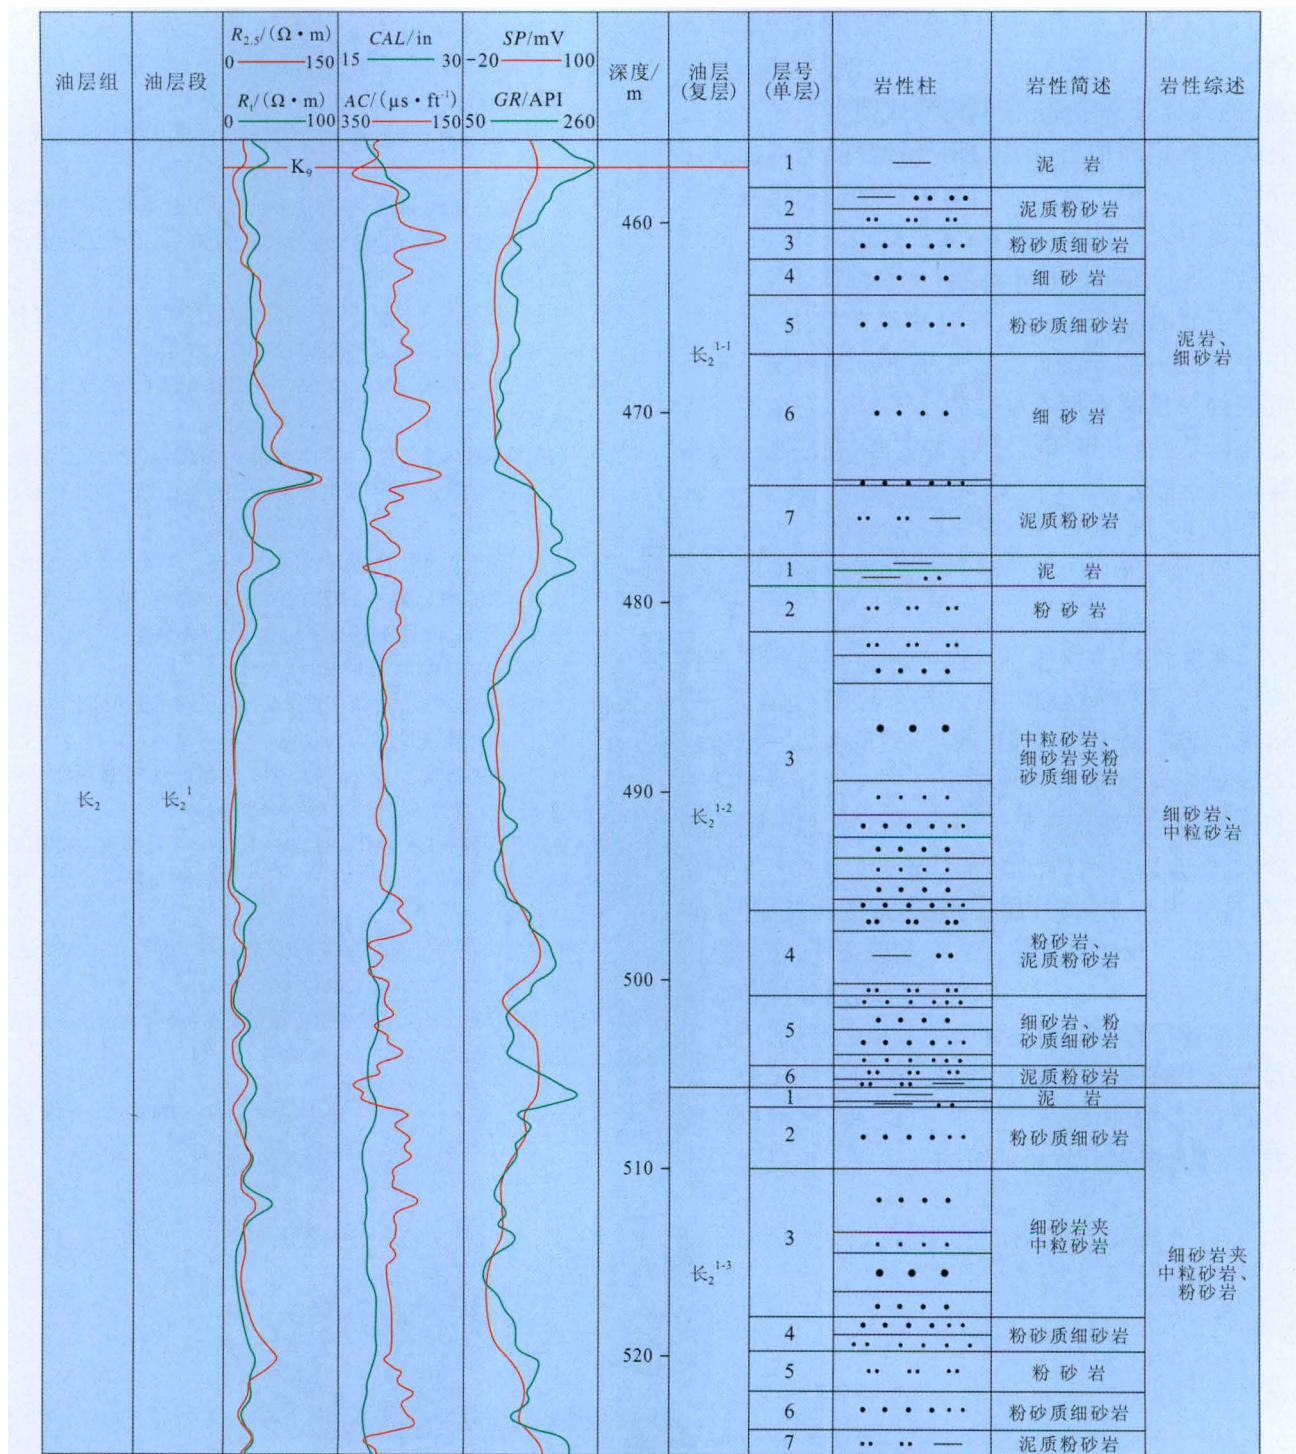 油层组
油层段
R2.5/(Ω·m)
0 150
Rt/(Ω·m)
0 100
CAL/in
15 30
AC/(μs·ft-1)
350 150
SP/mV
-20 100
GR/API
50 260
深度/
m
油层
(复层)
层号
(单层)
岩性柱
岩性简述
岩性综述
K9
1
泥 岩
2
泥质粉砂岩
460
3
粉砂质细砂岩
4
细砂岩
5
粉砂质细砂岩
长2 1-1
泥岩、
细砂岩
470
6
细砂岩
7
泥质粉砂岩
1
泥 岩
480
2
粉砂岩
3
中粒砂岩、
细砂岩夹粉
砂质细砂岩
长2
长2 1
490
长2 1-2
细砂岩、
中粒砂岩
4
粉砂岩、
泥质粉砂岩
500
5
细砂岩、粉
砂质细砂岩
6
泥质粉砂岩
1
泥 岩
2
粉砂质细砂岩
510
3
细砂岩夹
中粒砂岩
长2 1-3
细砂岩夹
中粒砂岩、
粉砂岩
4
粉砂质细砂岩
520
5
粉砂岩
6
粉砂质细砂岩
7
泥质粉砂岩